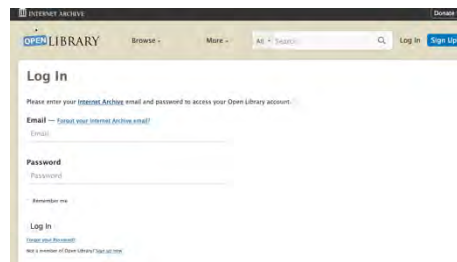 INTERNET ARCHIVE Donate
OPEN LIBRARY Browse More All Search Log In Sign Up
Log In
Please enter your Internet Archive email and password to access your Open Library account.
Email — Forgot your Internet Archive email?
Email
Password
Password
Remember me
Log In
Forgot your Password?
Not a member of Open Library? Sign up now.